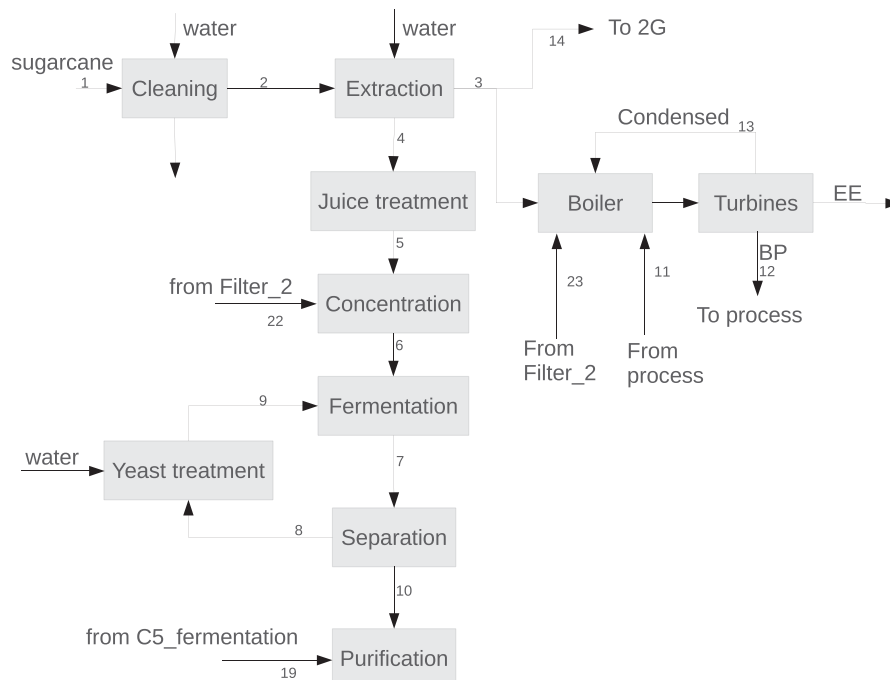 water
water
14
To 2G
sugarcane
1
Cleaning
2
Extraction
3
Condensed
13
4
Juice treatment
Boiler
Turbines
EE
5
BP
12
from Filter_2
22
Concentration
23
11
To process
6
From
Filter_2
From
process
9
Fermentation
water
Yeast treatment
7
8
Separation
10
from C5_fermentation
19
Purification